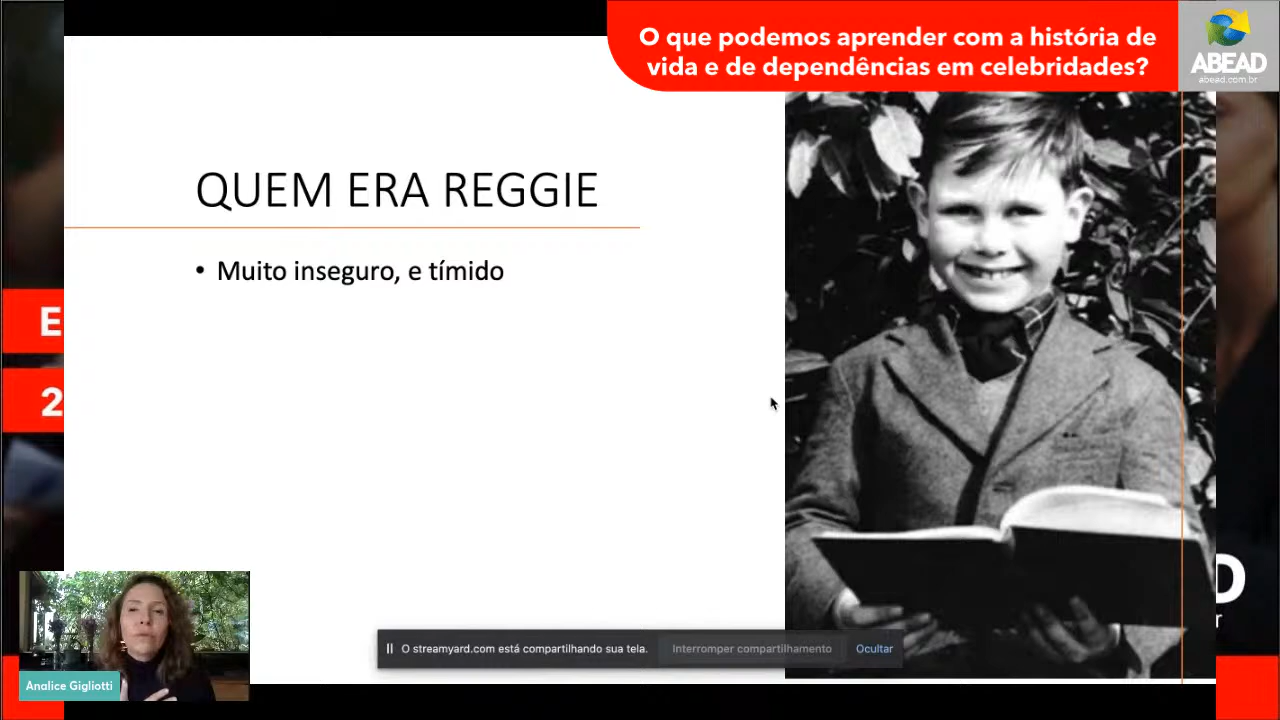 O que podemos aprender com a história de
vida e de dependências em celebridades?
ABEAD
abead.com.br
QUEM ERA REGGIE
• Muito inseguro, e tímido
E
2
D
r
O streamyard.com está compartilhando sua tela.
Interromper compartilhamento
Ocultar
Analice Gigliotti